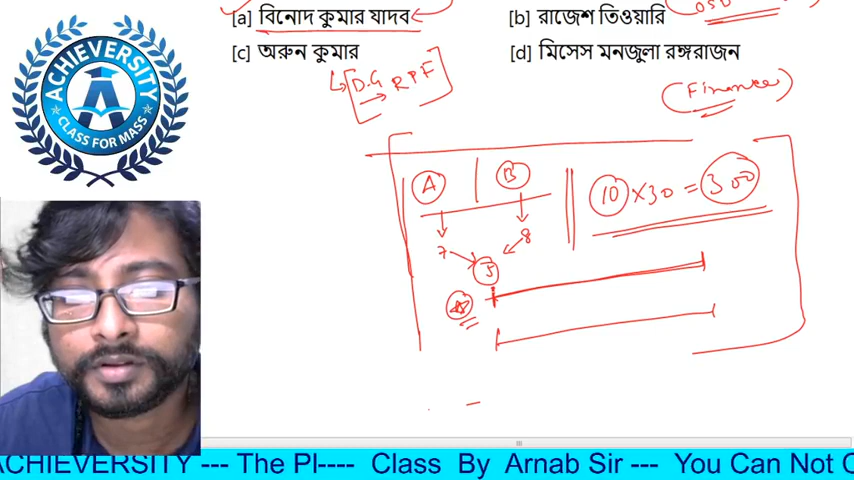 [a] বিনোদ কুমার যাদব
[b] রাজেশ তিওয়ারি
OSD
[c] অরুন কুমার
[d] মিসেস মনজুলা রঙ্গরাজন
D.G RPF
(Finance)
ACHIEVERSITY
A
CLASS FOR MASS
A | B || 10 × 30 = 300
7 8
5
ACHIEVERSITY --- The Pl---- Class By Arnab Sir --- You Can Not C